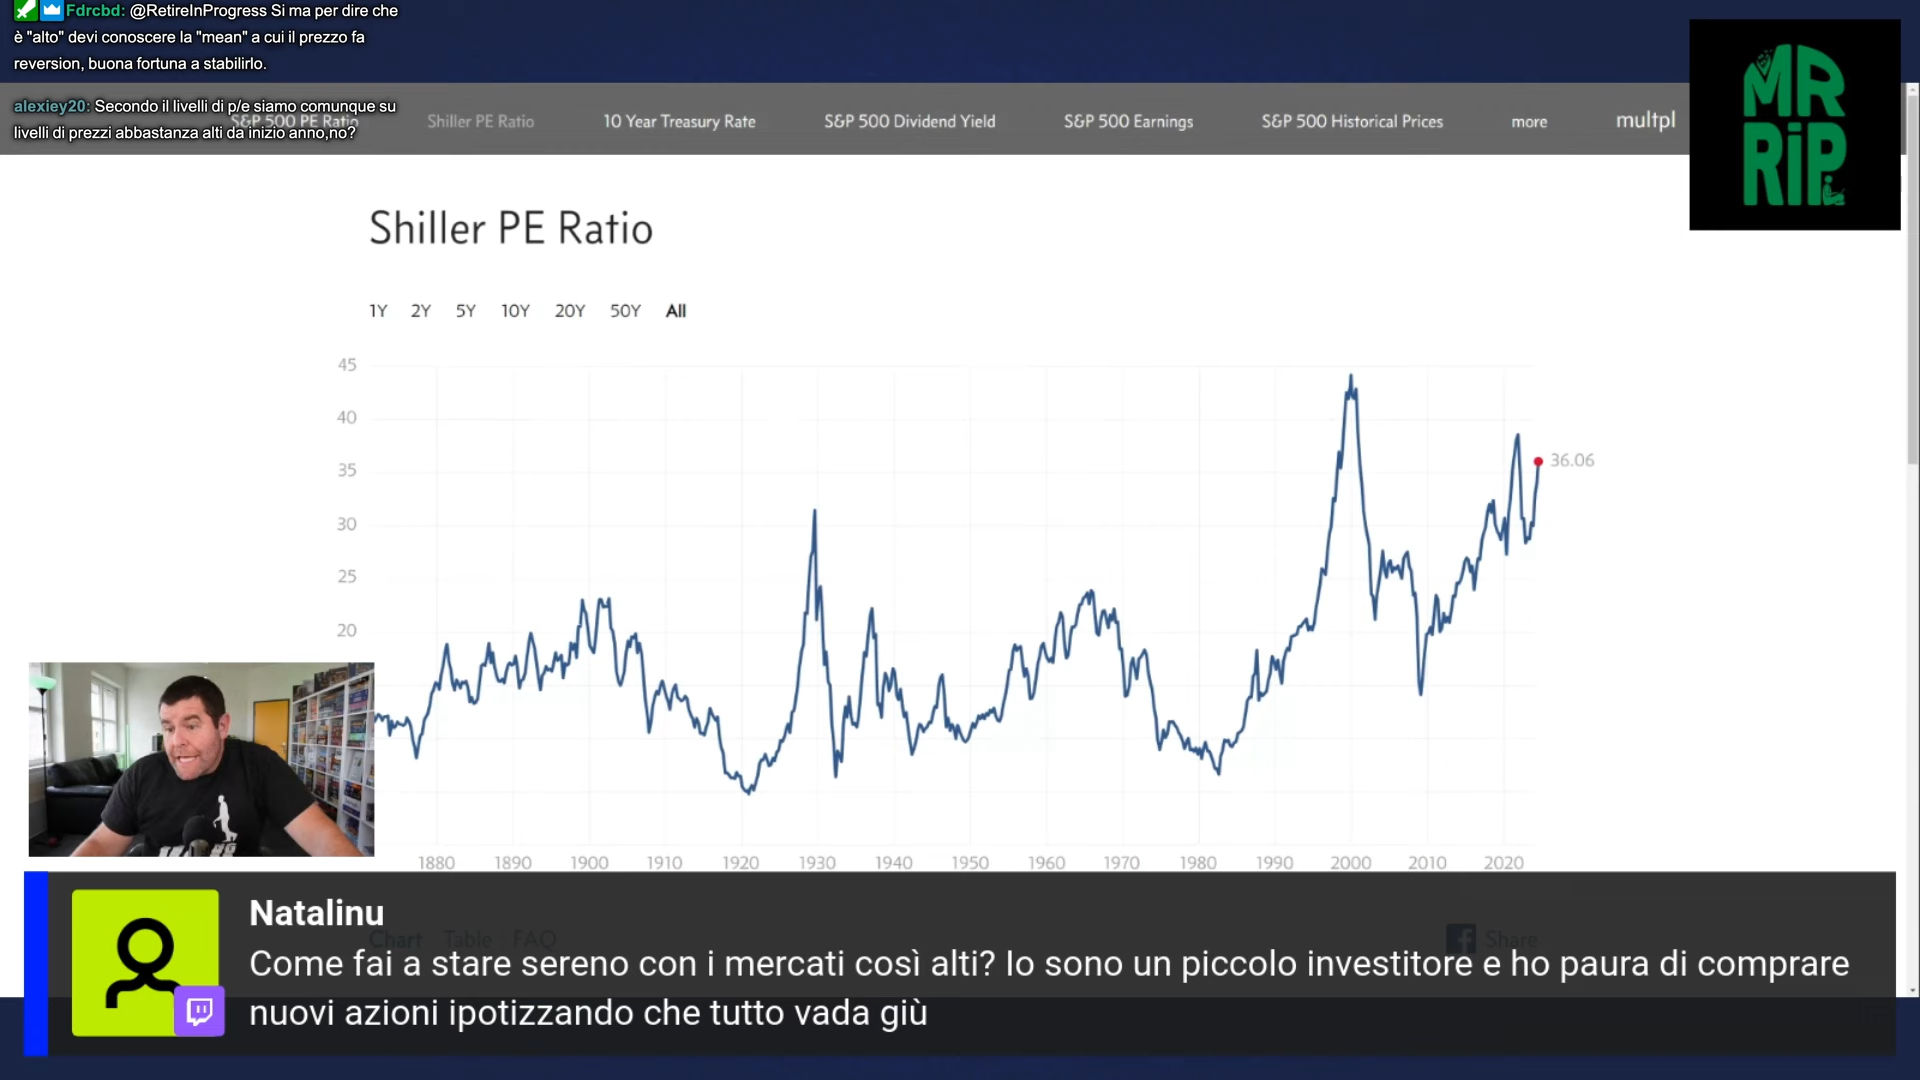 Fdrcbd: @RetireInProgress Si ma per dire che
è "alto" devi conoscere la "mean" a cui il prezzo fa
reversion, buona fortuna a stabilirlo.
alexiey20: Secondo il livelli di p/e siamo comunque su
livelli di prezzi abbastanza alti da inizio anno,no?
S&P 500 PE Ratio Shiller PE Ratio 10 Year Treasury Rate S&P 500 Dividend Yield S&P 500 Earnings S&P 500 Historical Prices more multpl
MR
RIP
Shiller PE Ratio
1Y 2Y 5Y 10Y 20Y 50Y All
45
40
35
36.06
30
25
20
1880 1890 1900 1910 1920 1930 1940 1950 1960 1970 1980 1990 2000 2010 2020
Natalinu
Chart Table FAQ Share
Come fai a stare sereno con i mercati così alti? Io sono un piccolo investitore e ho paura di comprare
nuovi azioni ipotizzando che tutto vada giù